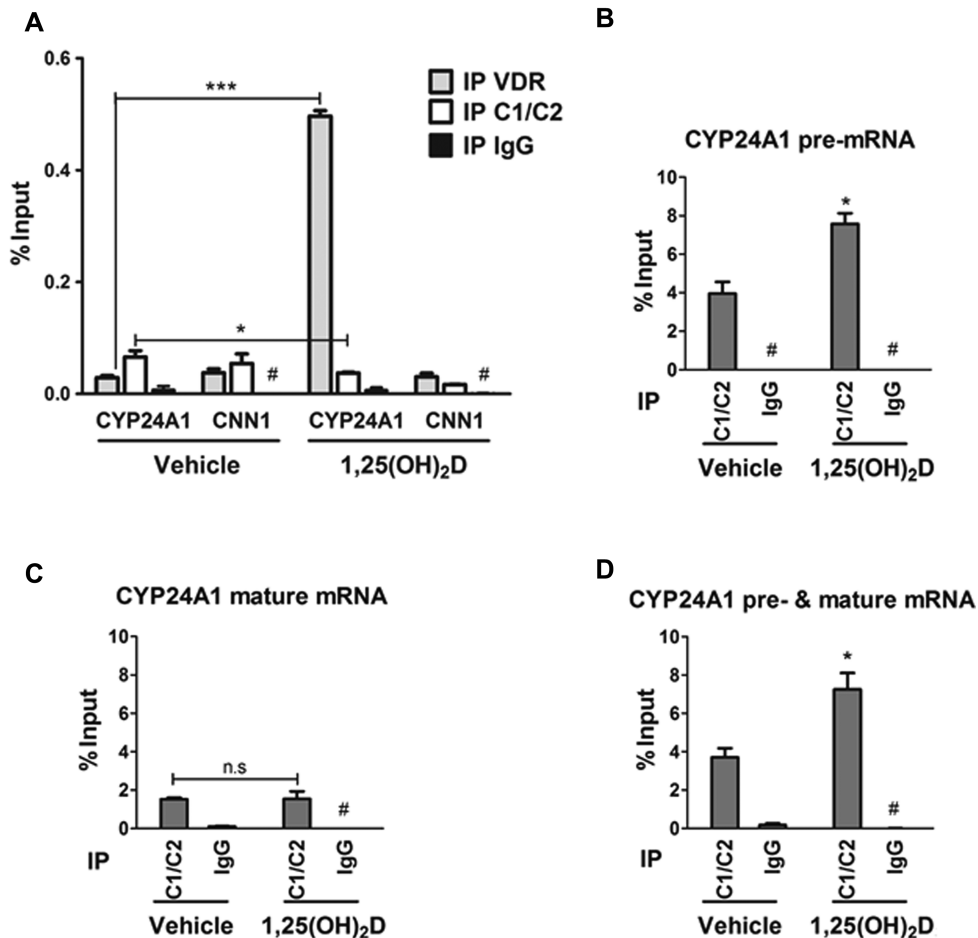 A
0.6
0.4
0.2
0.0
% Input
***
*
#
#
IP VDR
IP C1/C2
IP IgG
CYP24A1 CNN1 CYP24A1 CNN1
Vehicle 1,25(OH)₂D
B
CYP24A1 pre-mRNA
10
8
6
4
2
0
% Input
*
#
#
IP C1/C2 IgG C1/C2 IgG
Vehicle 1,25(OH)₂D
C
CYP24A1 mature mRNA
10
8
6
4
2
0
% Input
n.s
#
IP C1/C2 IgG C1/C2 IgG
Vehicle 1,25(OH)₂D
D
CYP24A1 pre- & mature mRNA
10
8
6
4
2
0
% Input
*
#
IP C1/C2 IgG C1/C2 IgG
Vehicle 1,25(OH)₂D